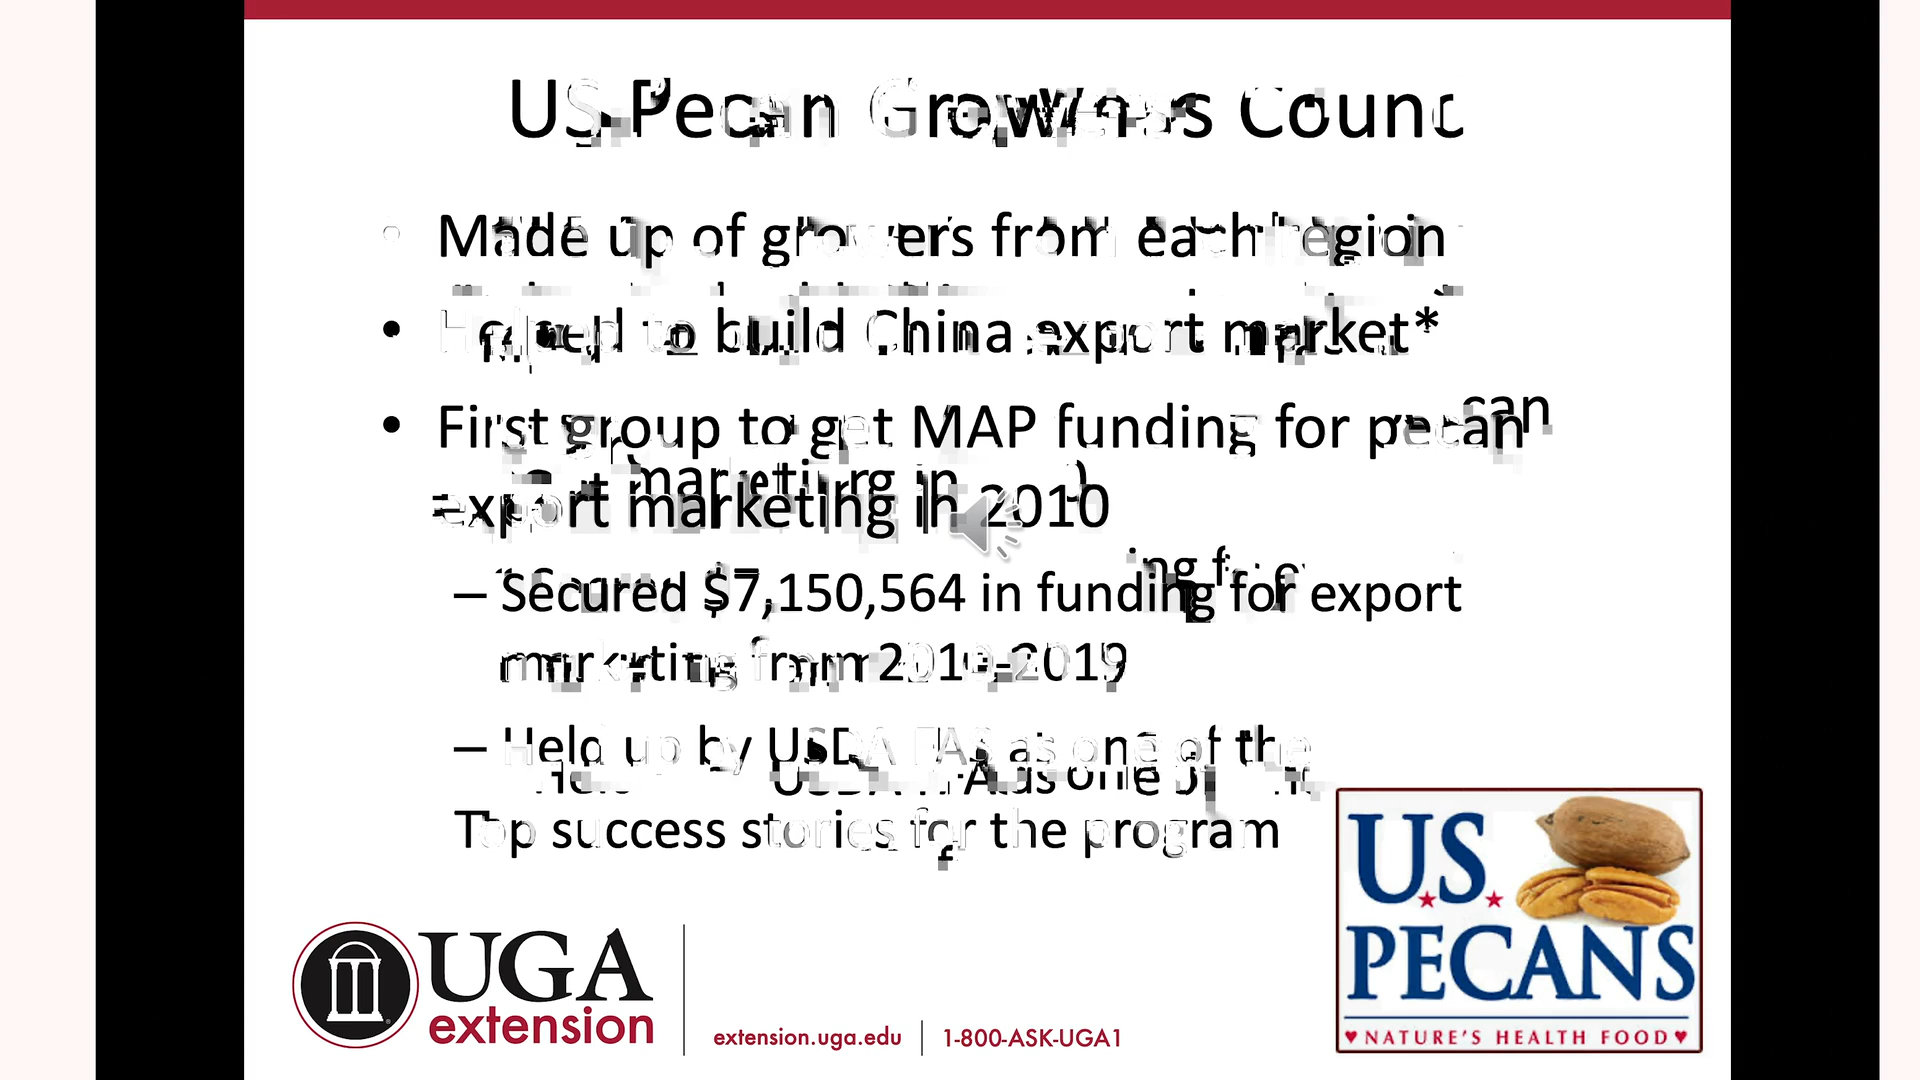 US Pecan Growers Counc
• Made up of growers from each region
• Helped to build China export market*
• First group to get MAP funding for pecan
export marketing in 2010
– Secured $7,150,564 in funding for export
marketing from 2010-2019
– Held up by USDA FAS as one of the
Top success stories for the program
U.S.
PECANS
NATURE'S HEALTH FOOD
UGA
extension
extension.uga.edu | 1-800-ASK-UGA1